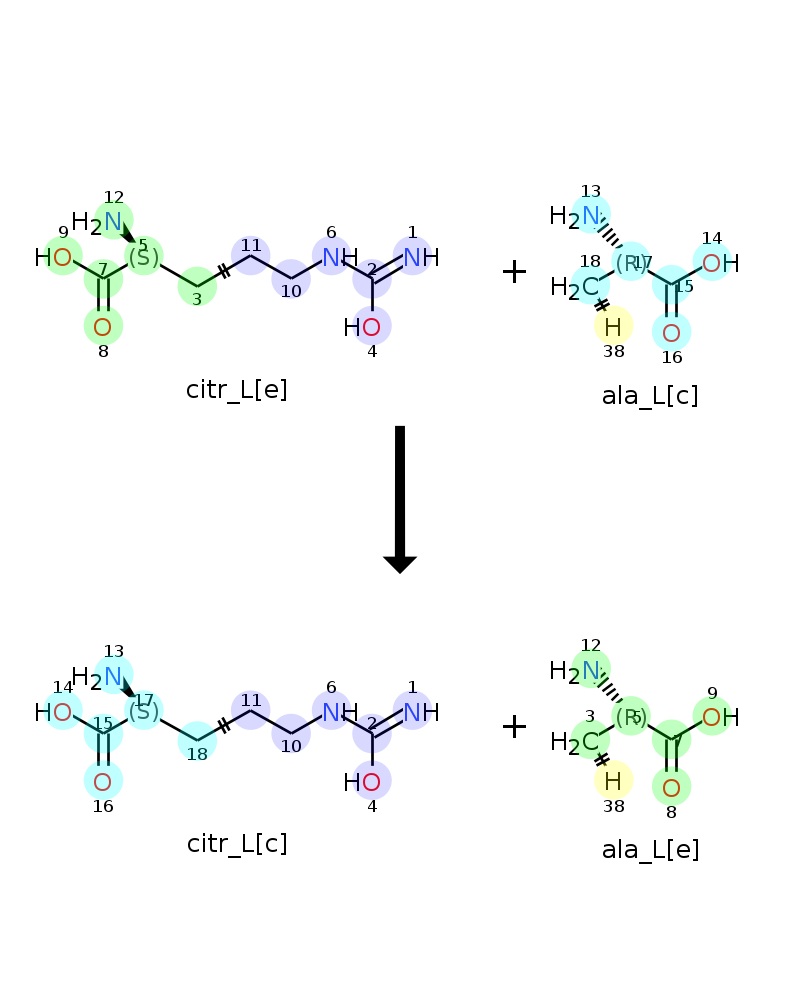 12 13
H2N 5 11 6 1 H2N 14
9
HO 7 (S) NH NH 18 (R) 17 OH
3 10 2 H2C 15
O HO H O
8 4 38 16
citr_L[e] + ala_L[c]
13 12
H2N 17 11 6 1 H2N 9
14
HO 15 (S) NH NH 3 (R) 5 OH
18 10 2 H2C 7
O HO H O
16 4 38 8
citr_L[c] + ala_L[e]